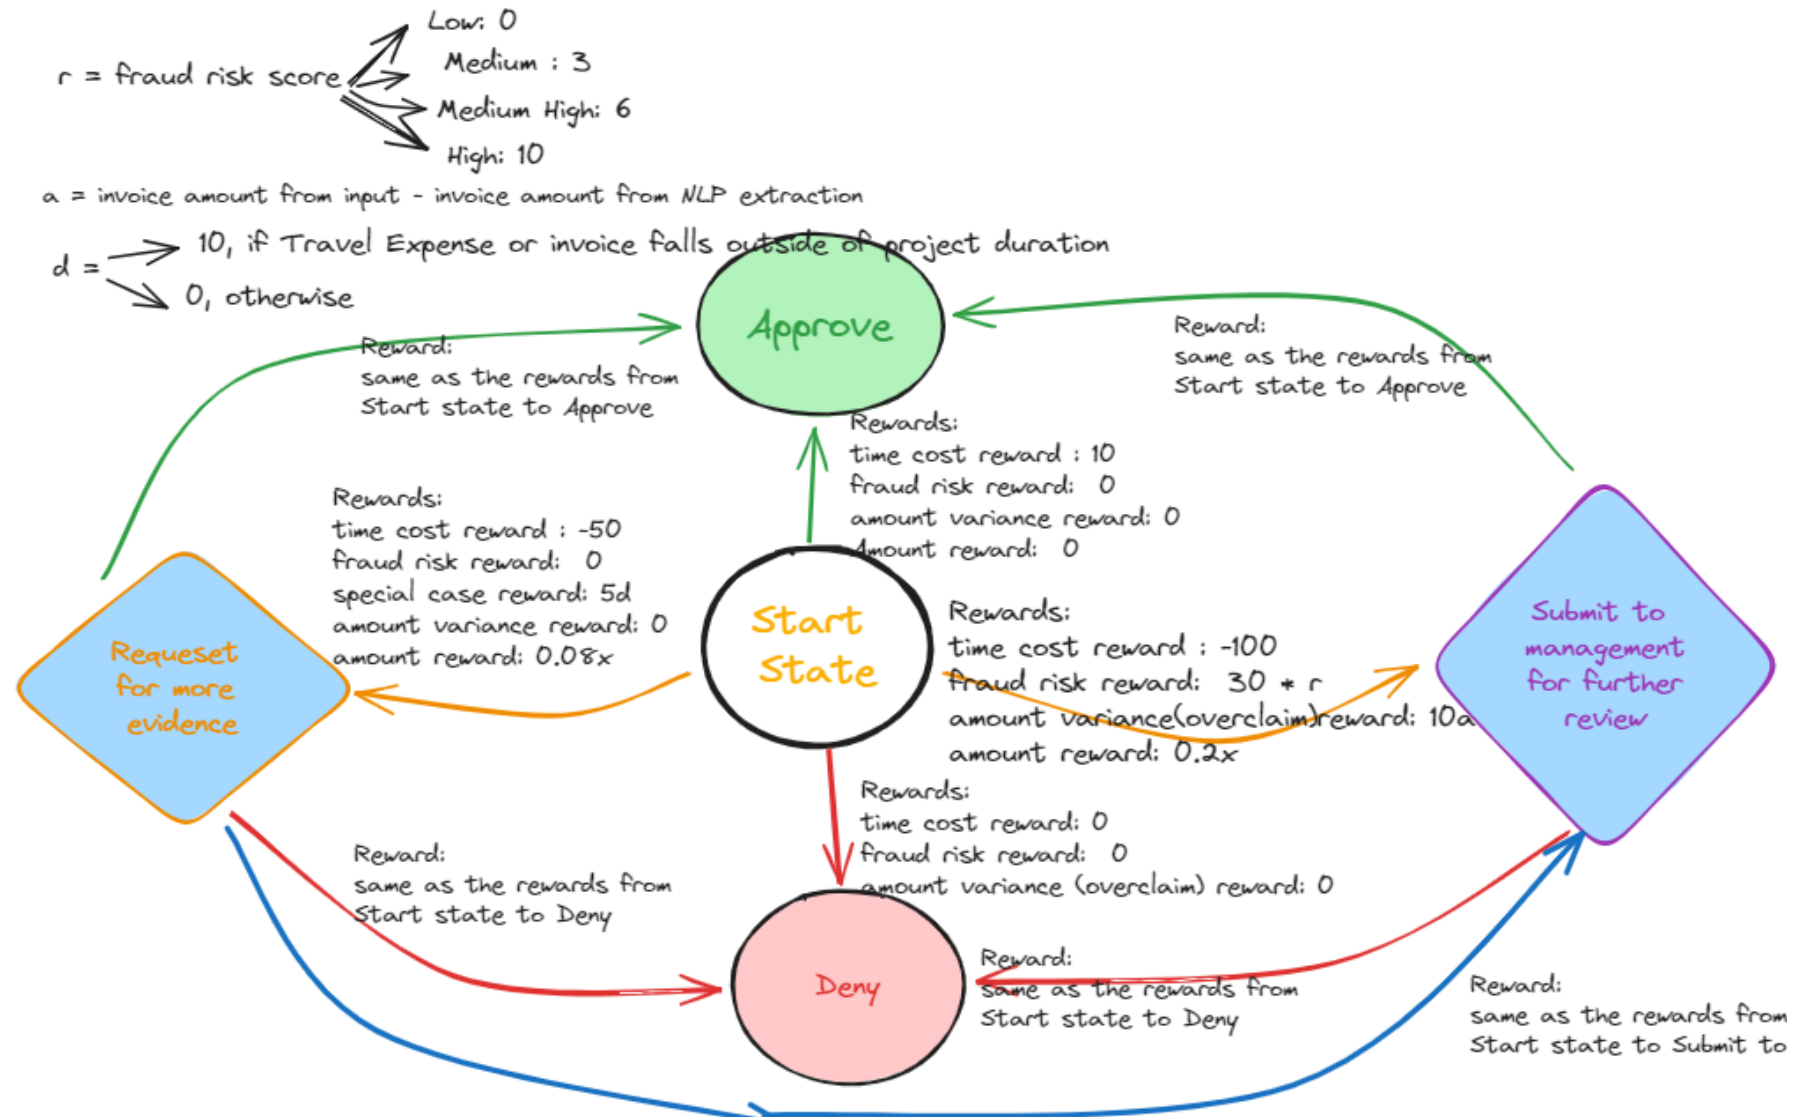 r = fraud risk score
Low: 0
Medium : 3
Medium High: 6
High: 10
a = invoice amount from input - invoice amount from NLP extraction
d =
10, if Travel Expense or invoice falls outside of project duration
0, otherwise
Approve
Reward:
same as the rewards from
Start state to Approve
Reward:
same as the rewards from
Start state to Approve
Rewards:
time cost reward : 10
fraud risk reward: 0
amount variance reward: 0
Amount reward: 0
Rewards:
time cost reward : -50
fraud risk reward: 0
special case reward: 5d
amount variance reward: 0
amount reward: 0.08x
Start
State
Rewards:
time cost reward : -100
fraud risk reward: 30 * r
amount variance(overclaim)reward: 10a
amount reward: 0.2x
Requeset
for more
evidence
Submit to
management
for further
review
Rewards:
time cost reward: 0
fraud risk reward: 0
amount variance (overclaim) reward: 0
Reward:
same as the rewards from
Start state to Deny
Deny
Reward:
same as the rewards from
Start state to Deny
Reward:
same as the rewards from
Start state to Submit to